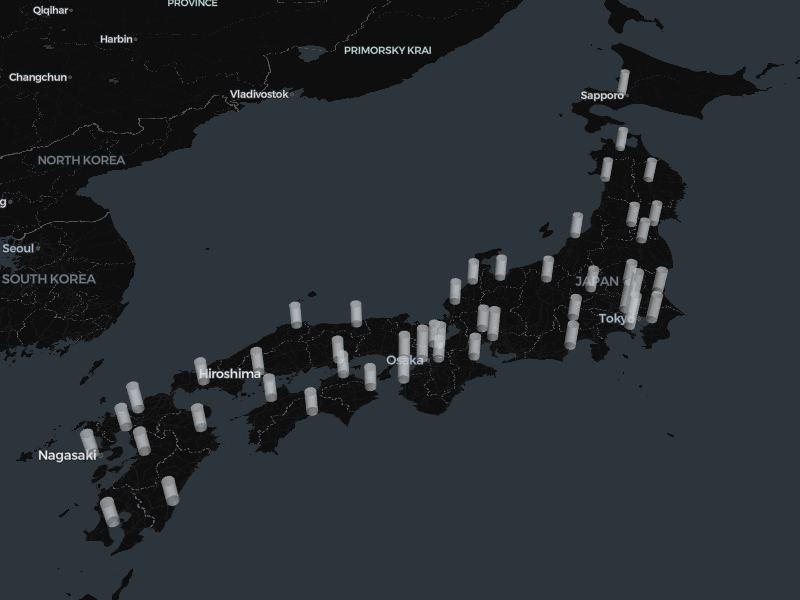 PROVINCE
Qiqihar
Harbin
PRIMORSKY KRAI
Changchun
Vladivostok
Sapporo
NORTH KOREA
g
Seoul
SOUTH KOREA
JAPAN
Tokyo
Osaka
Hiroshima
Nagasaki